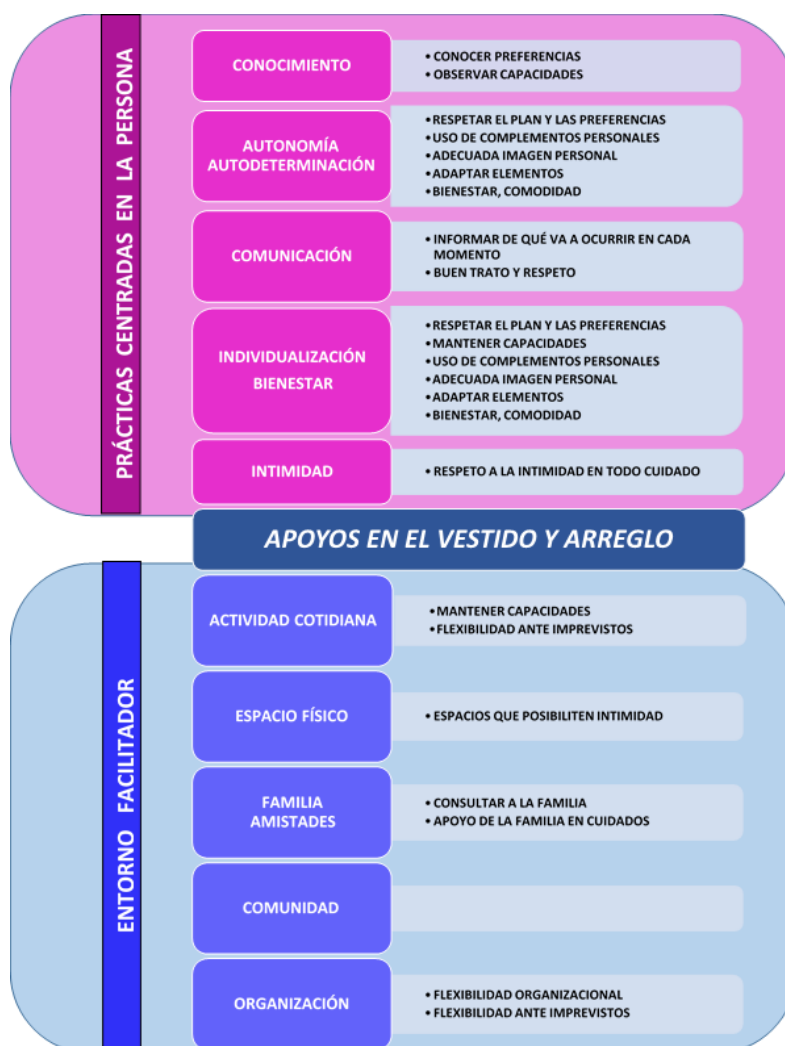 PRÁCTICAS CENTRADAS EN LA PERSONA
CONOCIMIENTO
• CONOCER PREFERENCIAS
• OBSERVAR CAPACIDADES
AUTONOMÍA
AUTODETERMINACIÓN
• RESPETAR EL PLAN Y LAS PREFERENCIAS
• USO DE COMPLEMENTOS PERSONALES
• ADECUADA IMAGEN PERSONAL
• ADAPTAR ELEMENTOS
• BIENESTAR, COMODIDAD
COMUNICACIÓN
• INFORMAR DE QUÉ VA A OCURRIR EN CADA
MOMENTO
• BUEN TRATO Y RESPETO
INDIVIDUALIZACIÓN
BIENESTAR
• RESPETAR EL PLAN Y LAS PREFERENCIAS
• MANTENER CAPACIDADES
• USO DE COMPLEMENTOS PERSONALES
• ADECUADA IMAGEN PERSONAL
• ADAPTAR ELEMENTOS
• BIENESTAR, COMODIDAD
INTIMIDAD
• RESPETO A LA INTIMIDAD EN TODO CUIDADO
APOYOS EN EL VESTIDO Y ARREGLO
ENTORNO FACILITADOR
ACTIVIDAD COTIDIANA
• MANTENER CAPACIDADES
• FLEXIBILIDAD ANTE IMPREVISTOS
ESPACIO FÍSICO
• ESPACIOS QUE POSIBILITEN INTIMIDAD
FAMILIA
AMISTADES
• CONSULTAR A LA FAMILIA
• APOYO DE LA FAMILIA EN CUIDADOS
COMUNIDAD
ORGANIZACIÓN
• FLEXIBILIDAD ORGANIZACIONAL
• FLEXIBILIDAD ANTE IMPREVISTOS